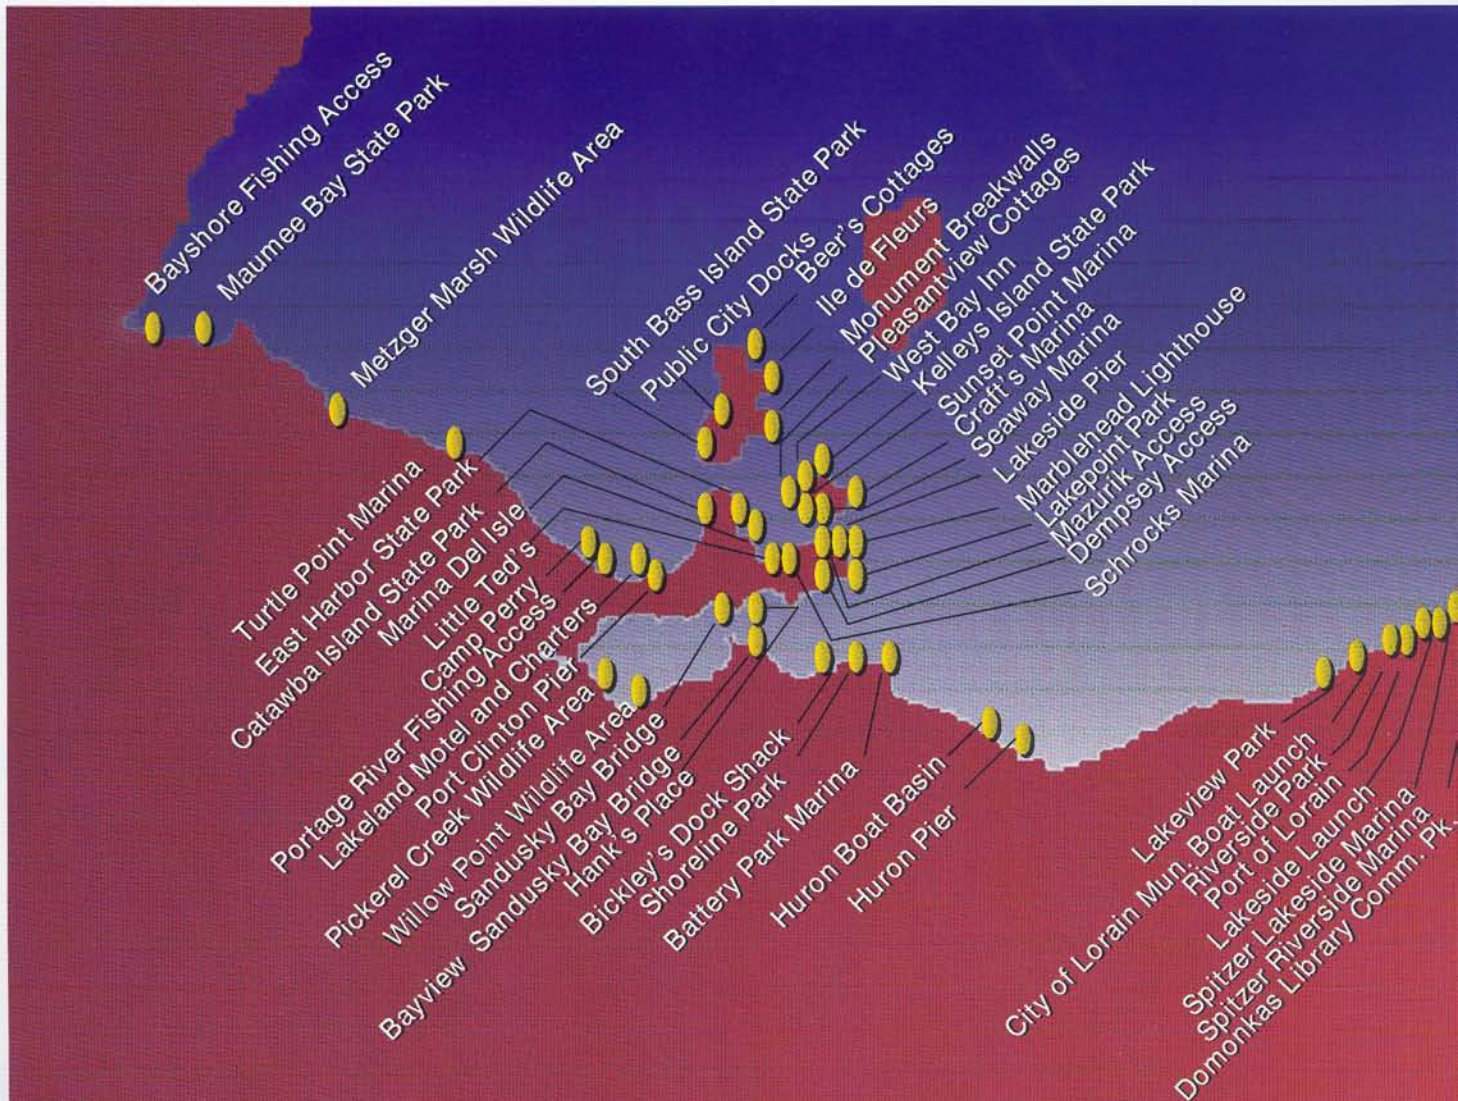 Bayshore Fishing Access
Maumee Bay State Park
Metzger Marsh Wildlife Area
South Bass Island State Park
Public City Docks
Beer's Cottages
Ile de Fleurs
Monument Breakwalls
Pleasantview Cottages
West Bay Inn
Kelleys Island State Park
Sunset Point Marina
Craft's Marina
Seaway Marina
Lakeside Pier
Marblehead Lighthouse
Lakepoint Park
Mazurik Access
Dempsey Access
Schrocks Marina
Turtle Point Marina
East Harbor State Park
Catawba Island State Park
Marina Del Isle
Little Ted's
Camp Perry
Portage River Fishing Access
Lakeland Motel and Charters
Port Clinton Pier
Pickerel Creek Wildlife Area
Willow Point Wildlife Area
Sandusky Bay Bridge
Bayview Sandusky Bay Bridge
Hank's Place
Bickley's Dock Shack
Shoreline Park
Battery Park Marina
Huron Boat Basin
Huron Pier
Lakeview Park
City of Lorain Mun. Boat Launch
Riverside Park
Port of Lorain
Lakeside Launch
Spitzer Lakeside Marina
Spitzer Riverside Marina
Domonkas Library Comm. Pk.